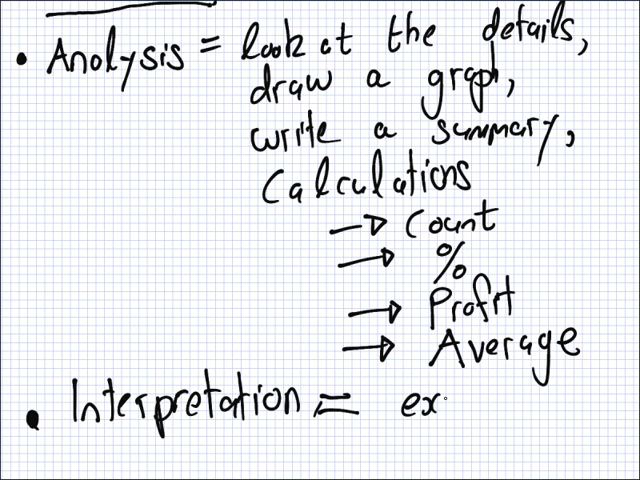 • Analysis = look at the details,
draw a graph,
write a summary,
Calculations
→ Count
→ %
→ Profit
→ Average
• Interpretation = ex